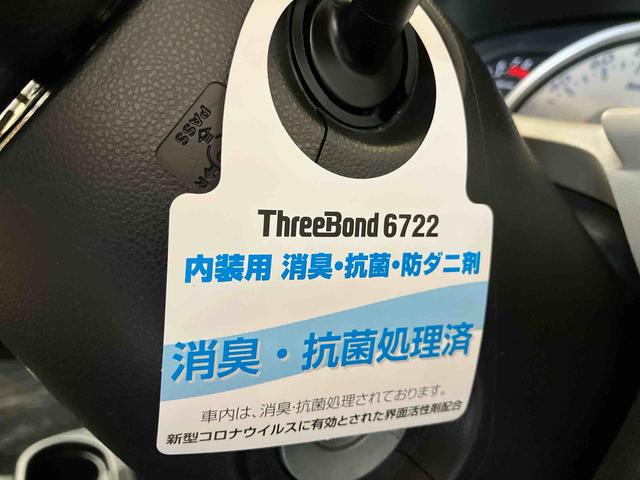 PASS
ThreeBond 6722
内装用 消臭・抗菌・防ダニ剤
消臭・抗菌処理済
車内は、消臭・抗菌処理されております。
新型コロナウイルスに有効とされた界面活性剤配合